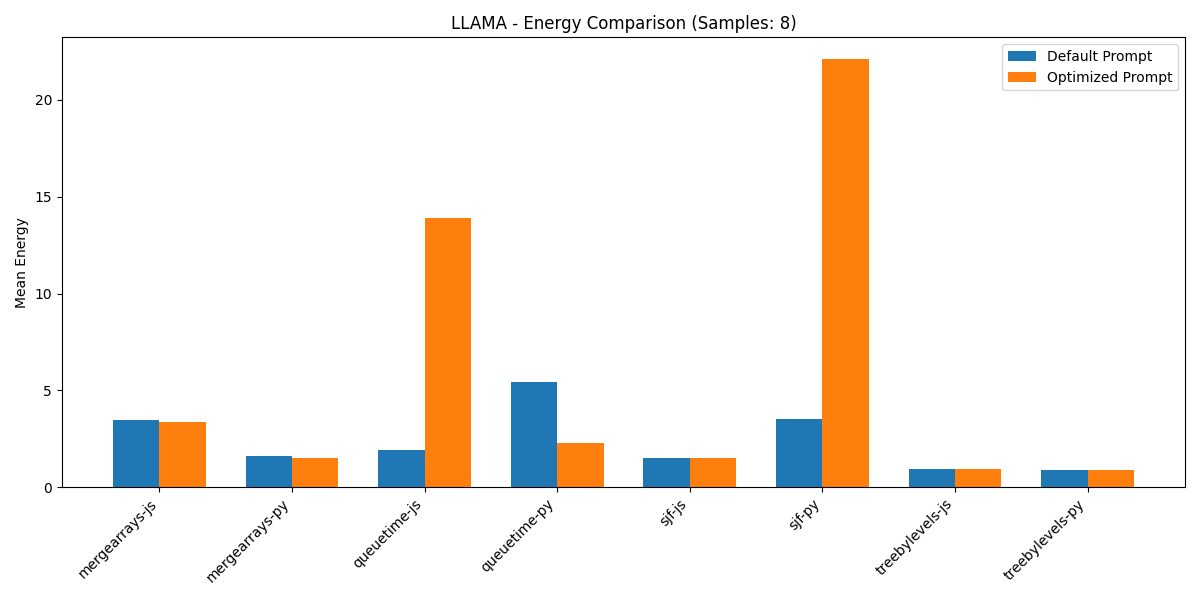 LLAMA - Energy Comparison (Samples: 8)
Default Prompt
Optimized Prompt
Mean Energy
20
15
10
5
0
mergearrays-js
mergearrays-py
queuetime-js
queuetime-py
sjf-js
sjf-py
treebylevels-js
treebylevels-py